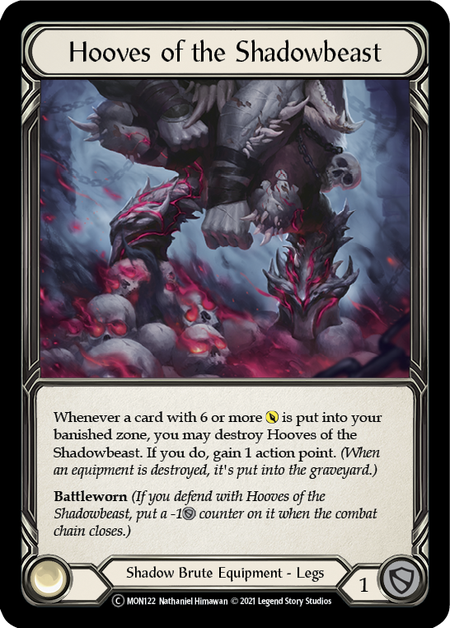 Hooves of the Shadowbeast
Whenever a card with 6 or more is put into your
banished zone, you may destroy Hooves of the
Shadowbeast. If you do, gain 1 action point. (When
an equipment is destroyed, it's put into the graveyard.)
Battleworn (If you defend with Hooves of the
Shadowbeast, put a -1 counter on it when the combat
chain closes.)
Shadow Brute Equipment - Legs
1
C MON122 Nathaniel Himawan © 2021 Legend Story Studios